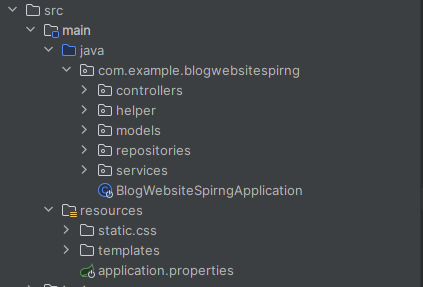 src
main
java
com.example.blogwebsitespirng
controllers
helper
models
repositories
services
BlogWebsiteSpirngApplication
resources
static.css
templates
application.properties